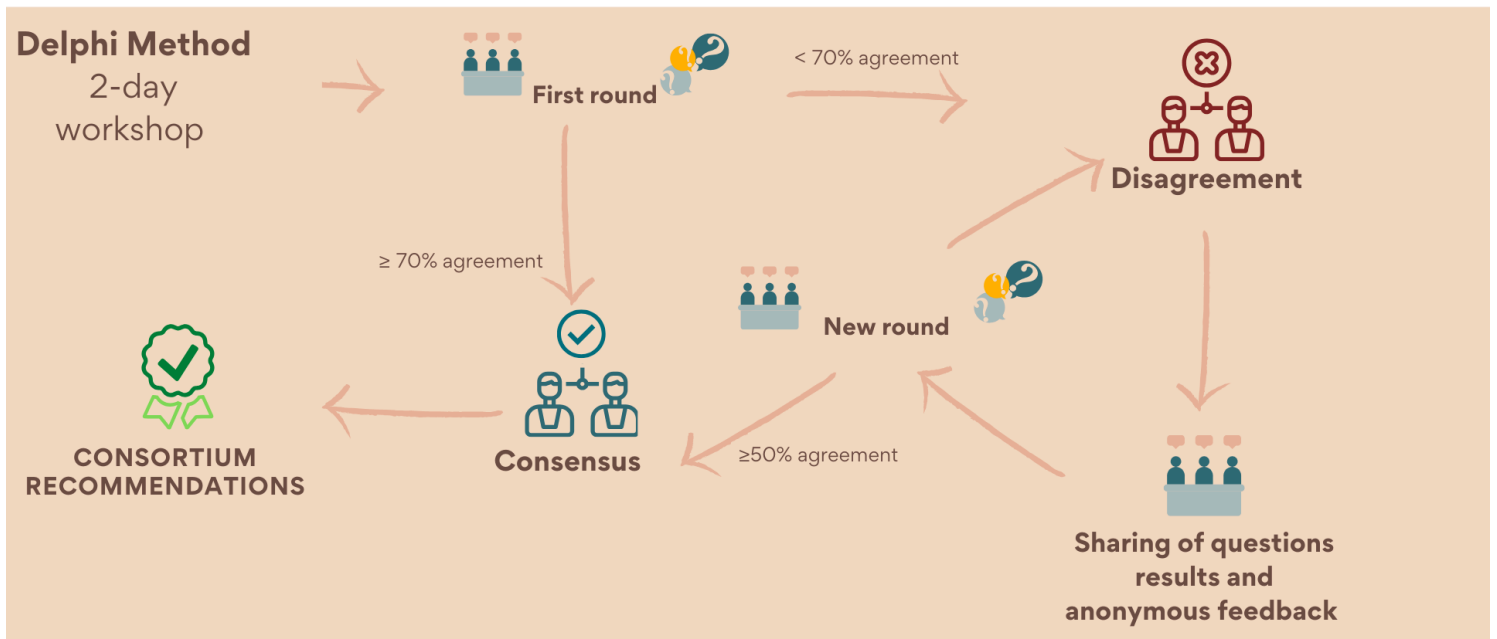 Delphi Method
2-day
workshop
First round
< 70% agreement
Disagreement
≥ 70% agreement
New round
Consensus
≥50% agreement
CONSORTIUM
RECOMMENDATIONS
Sharing of questions
results and
anonymous feedback